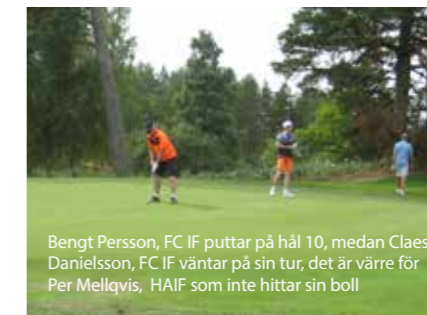 Bengt Persson, FC IF puttar på hål 10, medan Claes
Danielsson, FC IF väntar på sin tur, det är värre för
Per Mellqvis, HAIF som inte hittar sin boll